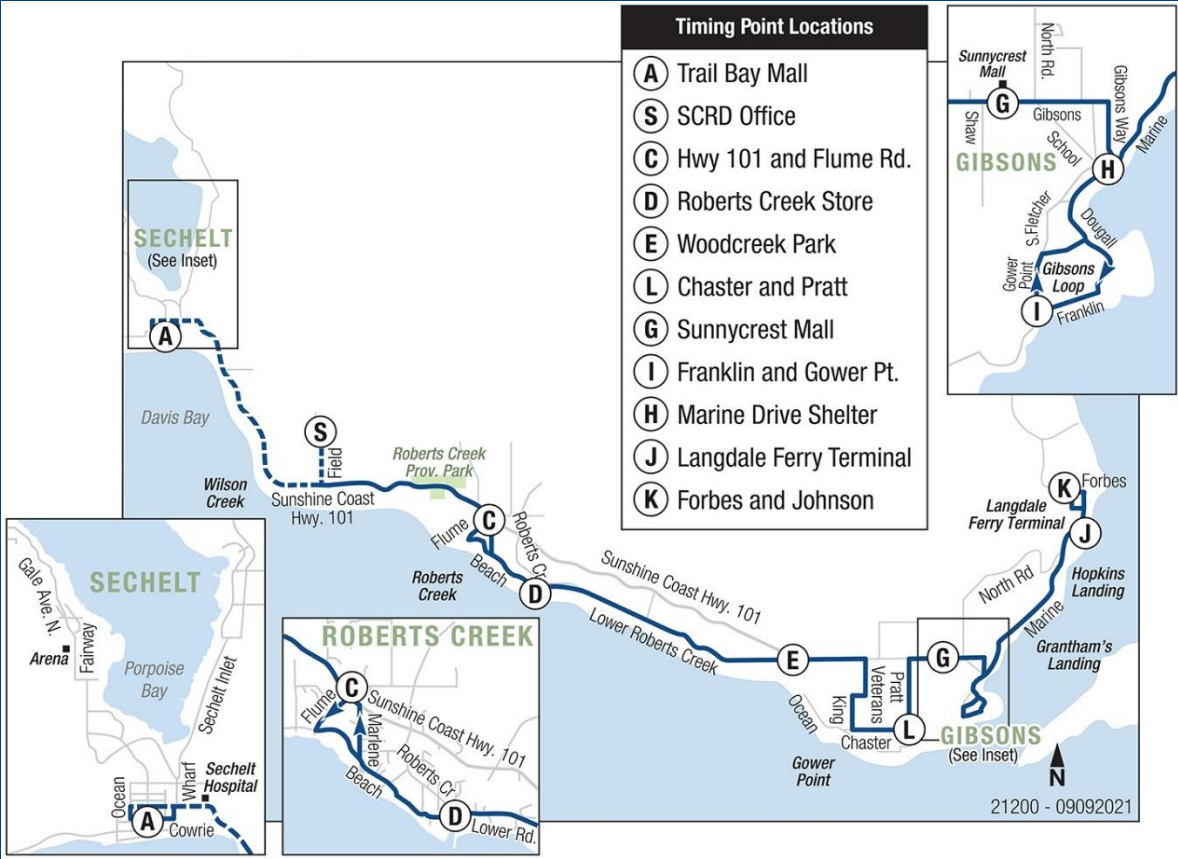 Timing Point Locations
A Trail Bay Mall
S SCRD Office
C Hwy 101 and Flume Rd.
D Roberts Creek Store
E Woodcreek Park
L Chaster and Pratt
G Sunnycrest Mall
I Franklin and Gower Pt.
H Marine Drive Shelter
J Langdale Ferry Terminal
K Forbes and Johnson
North Rd.
Sunnycrest
Mall
Gibsons Way
G
Gibsons
Marine
Shaw
School
GIBSONS
H
S.Fletcher
Dougall
Gower
Point
Gibsons
Loop
I
Franklin
SECHELT
(See Inset)
A
Davis Bay
S
Field
Roberts Creek
Prov. Park
Wilson
Creek
Sunshine Coast
Hwy. 101
C
Flume
Roberts Cr
Beach
Roberts
Creek
D
Sunshine Coast Hwy. 101
Lower Roberts Creek
E
Ocean
King
Veterans
Pratt
Chaster
L
Gower
Point
G
GIBSONS
(See Inset)
North Rd
Marine
K
Forbes
Langdale
Ferry Terminal
J
Hopkins
Landing
Grantham's
Landing
N
21200 - 09092021
SECHELT
Gale Ave. N.
Fairway
Arena
Porpoise
Bay
Sechelt Inlet
Ocean
Wharf
Sechelt
Hospital
A
Cowrie
ROBERTS CREEK
C
Flume
Sunshine Coast Hwy. 101
Marlene
Beach
Roberts Cr
D
Lower Rd.